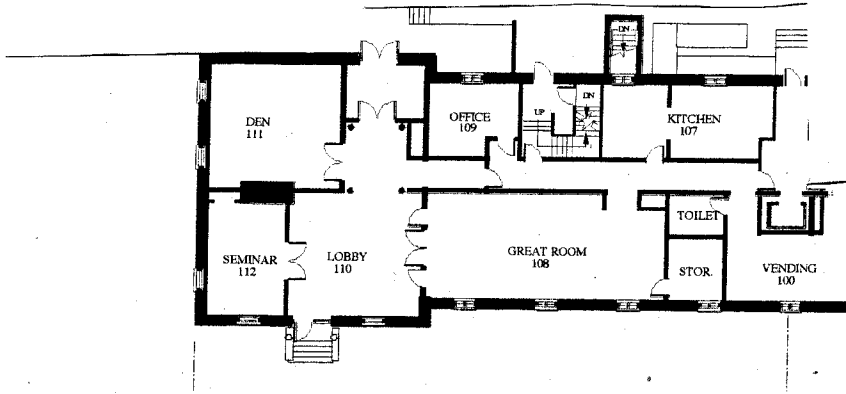 DN
DEN
111
OFFICE
109
UP
DN
KITCHEN
107
TOILET
SEMINAR
112
LOBBY
110
GREAT ROOM
108
STOR.
VENDING
100